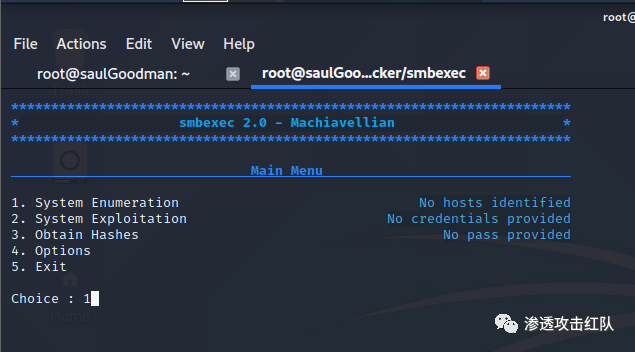 root@
File Actions Edit View Help
root@saulGoodman: ~ root@saulGoo...cker/smbexec
************************************************************************
* smbexec 2.0 - Machiavellian *
************************************************************************
Main Menu
1. System Enumeration No hosts identified
2. System Exploitation No credentials provided
3. Obtain Hashes No pass provided
4. Options
5. Exit
Choice : 1
Home
渗透攻击红队